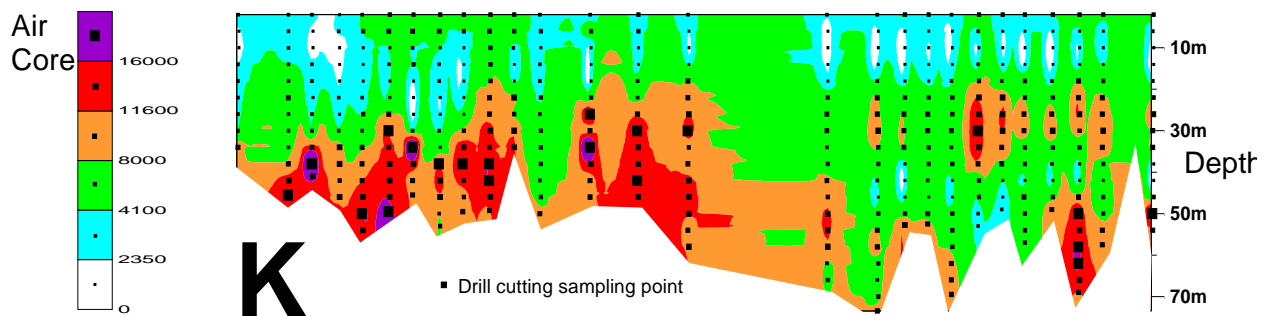 Air
Core
16000
11600
8000
4100
2350
0
10m
30m
Depth
50m
70m
K
Drill cutting sampling point